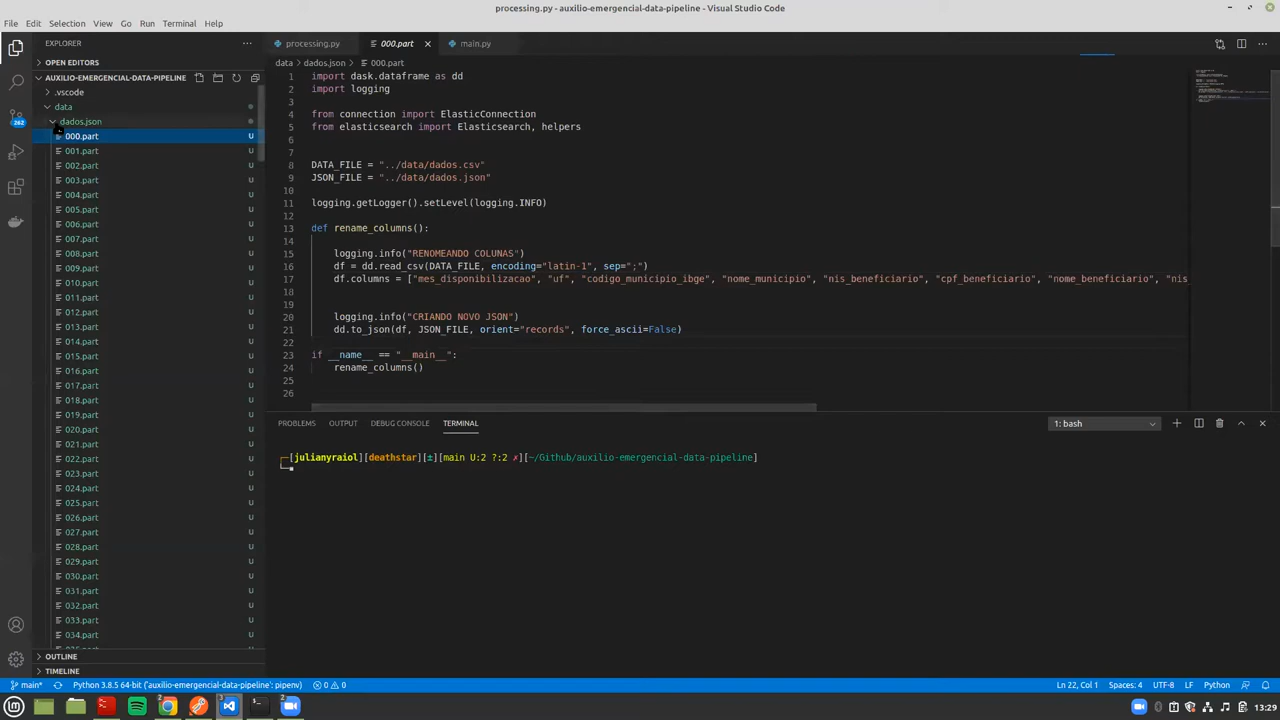 processing.py - auxilio-emergencial-data-pipeline - Visual Studio Code
File Edit Selection View Go Run Terminal Help
EXPLORER
processing.py
000.part
main.py
OPEN EDITORS
AUXILIO-EMERGENCIAL-DATA-PIPELINE
.vscode
data
dados.json
000.part U
001.part U
002.part U
003.part U
004.part U
005.part U
006.part U
007.part U
008.part U
009.part U
010.part U
011.part U
012.part U
013.part U
014.part U
015.part U
016.part U
017.part U
018.part U
019.part U
020.part U
021.part U
022.part U
023.part U
024.part U
025.part U
026.part U
027.part U
028.part U
029.part U
030.part U
031.part U
032.part U
033.part U
034.part U
OUTLINE
TIMELINE
262
data > dados.json > 000.part
1 import dask.dataframe as dd
2 import logging
3
4 from connection import ElasticConnection
5 from elasticsearch import Elasticsearch, helpers
6
7
8 DATA_FILE = "../data/dados.csv"
9 JSON_FILE = "../data/dados.json"
10
11 logging.getLogger().setLevel(logging.INFO)
12
13 def rename_columns():
14
15 logging.info("RENOMEANDO COLUNAS")
16 df = dd.read_csv(DATA_FILE, encoding="latin-1", sep=";")
17 df.columns = ["mes_disponibilizacao", "uf", "codigo_municipio_ibge", "nome_municipio", "nis_beneficiario", "cpf_beneficiario", "nome_beneficiario", "nis
18
19
20 logging.info("CRIANDO NOVO JSON")
21 dd.to_json(df, JSON_FILE, orient="records", force_ascii=False)
22
23 if __name__ == "__main__":
24 rename_columns()
25
26
PROBLEMS OUTPUT DEBUG CONSOLE TERMINAL
1: bash
[julianyraiol][deathstar][±][main U:2 ?:2 ✗][~/Github/auxilio-emergencial-data-pipeline]
main* Python 3.8.5 64-bit ('auxilio-emergencial-data-pipeline': pipenv) 0 0
Ln 22, Col 1 Spaces: 4 UTF-8 LF Python
2 3 2
13:29